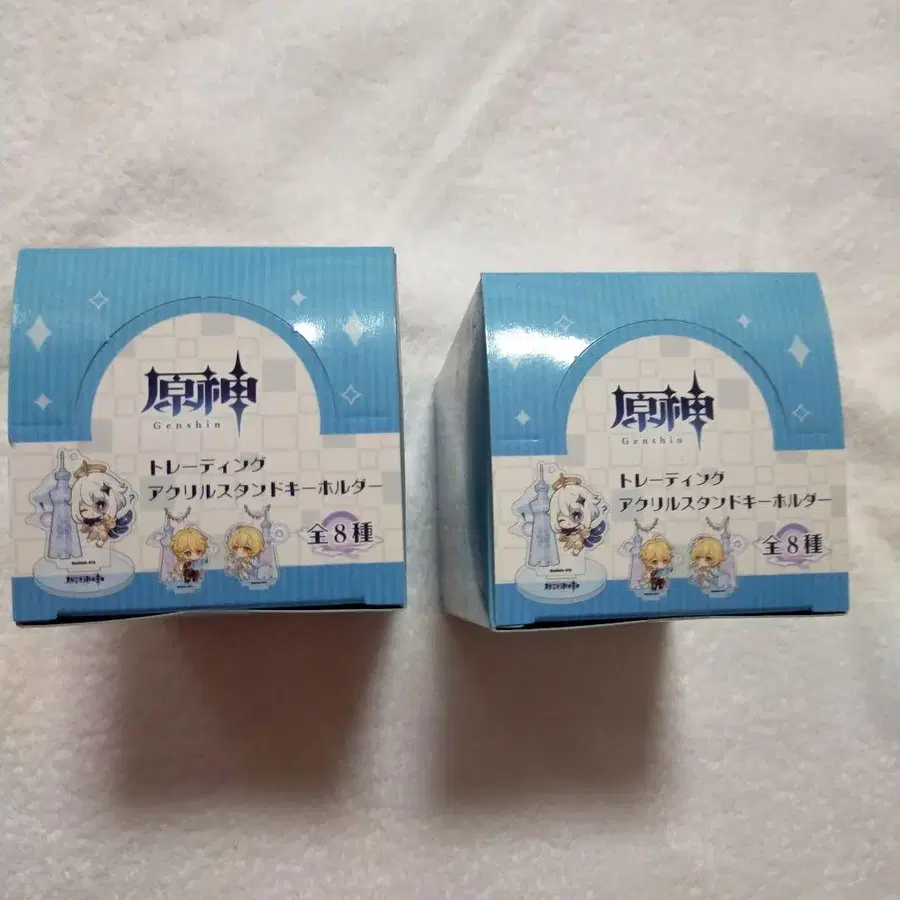 原神
Genshin
トレーディング
アクリルスタンドキーホルダー
全8種
原神
Genshin
トレーディング
アクリルスタンドキーホルダー
全8種